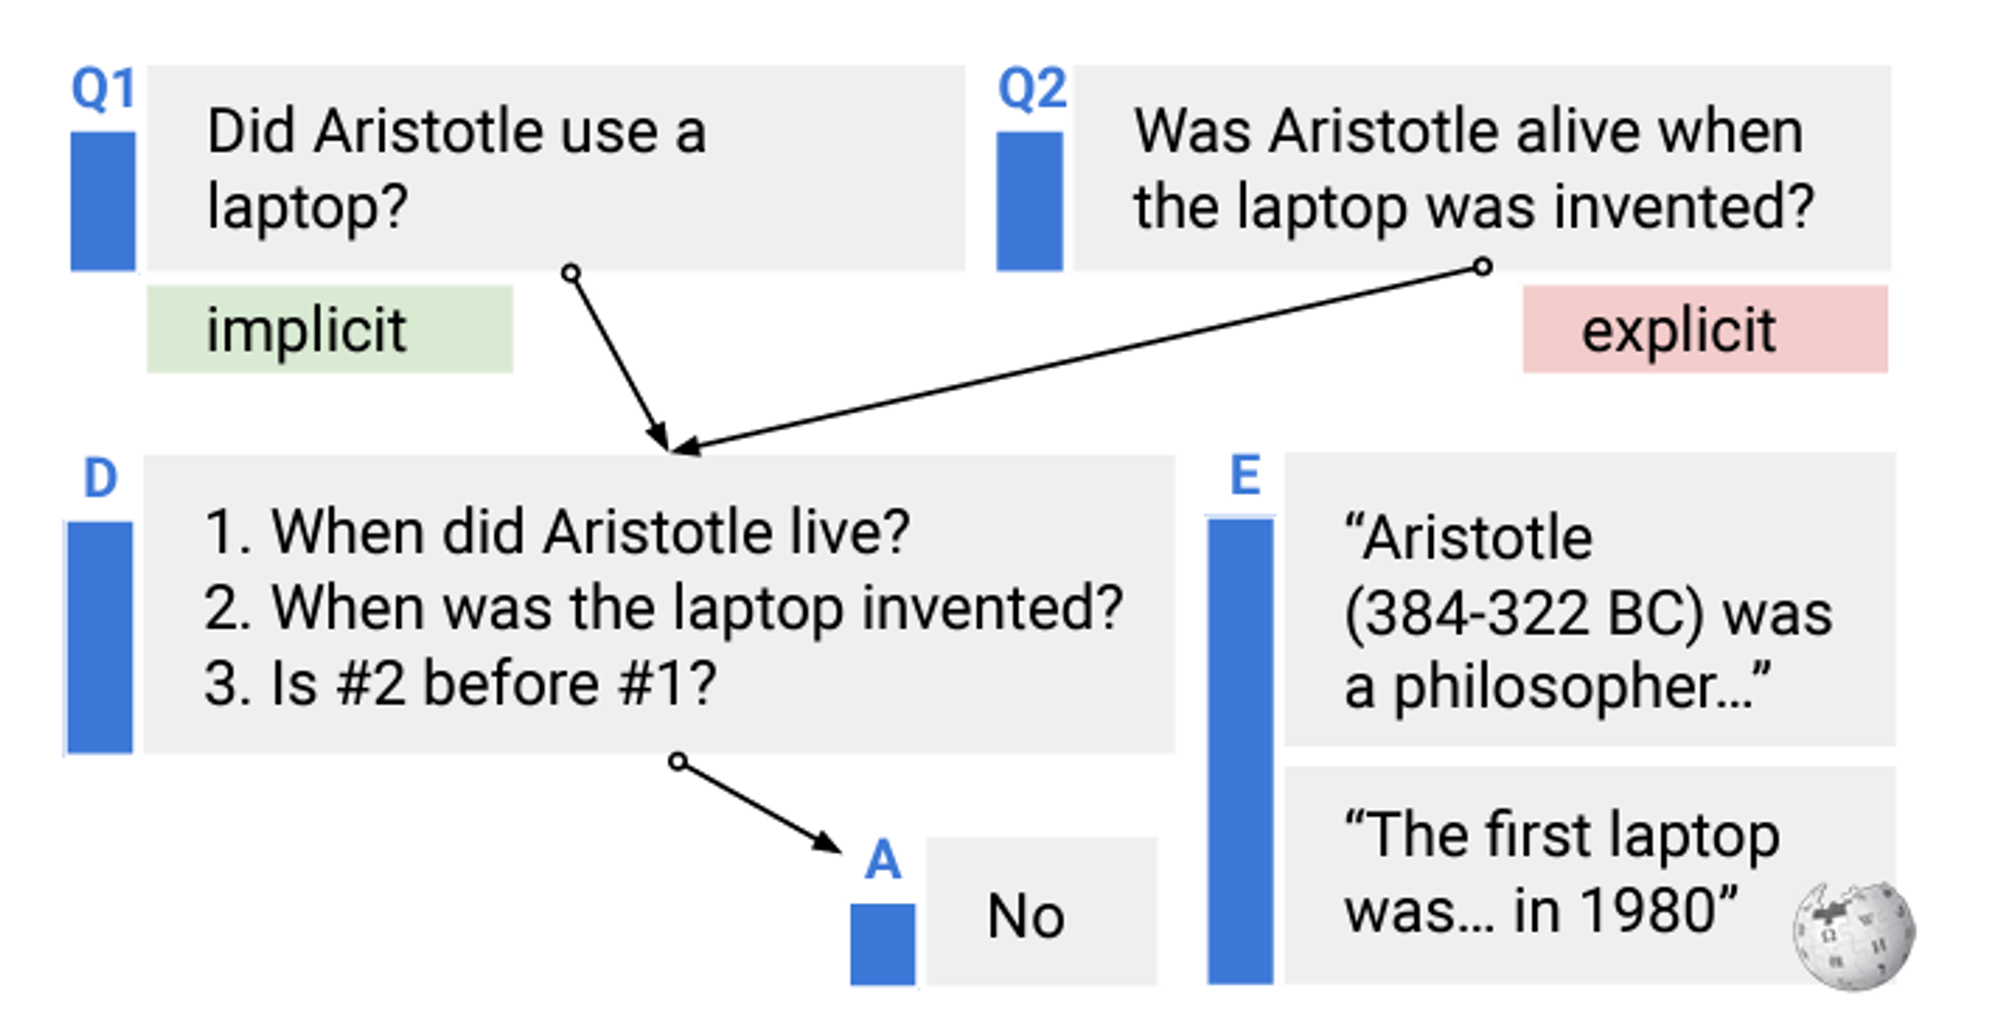 Q1
Did Aristotle use a
laptop?
implicit
Q2
Was Aristotle alive when
the laptop was invented?
explicit
D
1. When did Aristotle live?
2. When was the laptop invented?
3. Is #2 before #1?
E
“Aristotle
(384-322 BC) was
a philosopher…”
“The first laptop
was… in 1980”
A
No